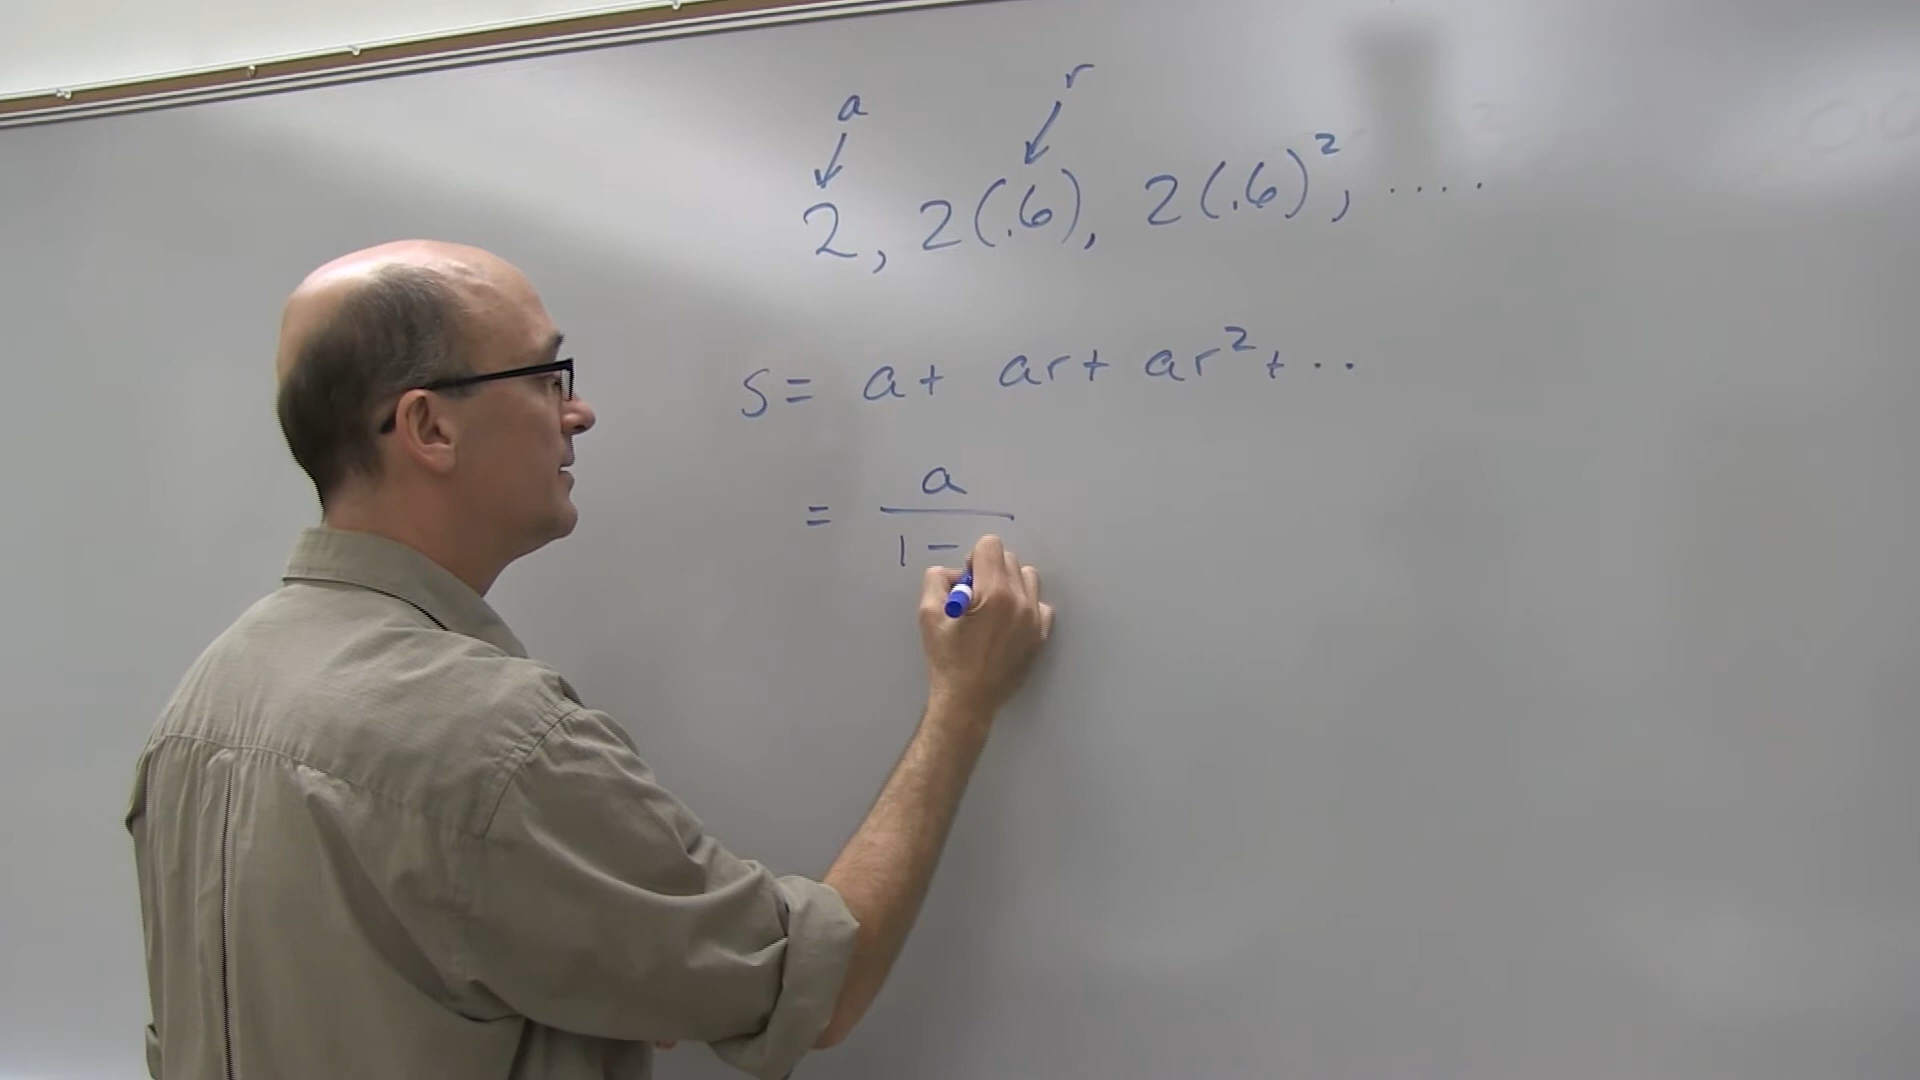 a r
2, 2(.6), 2(.6)², ....
S = a + ar + ar² + ..
= a
1 -